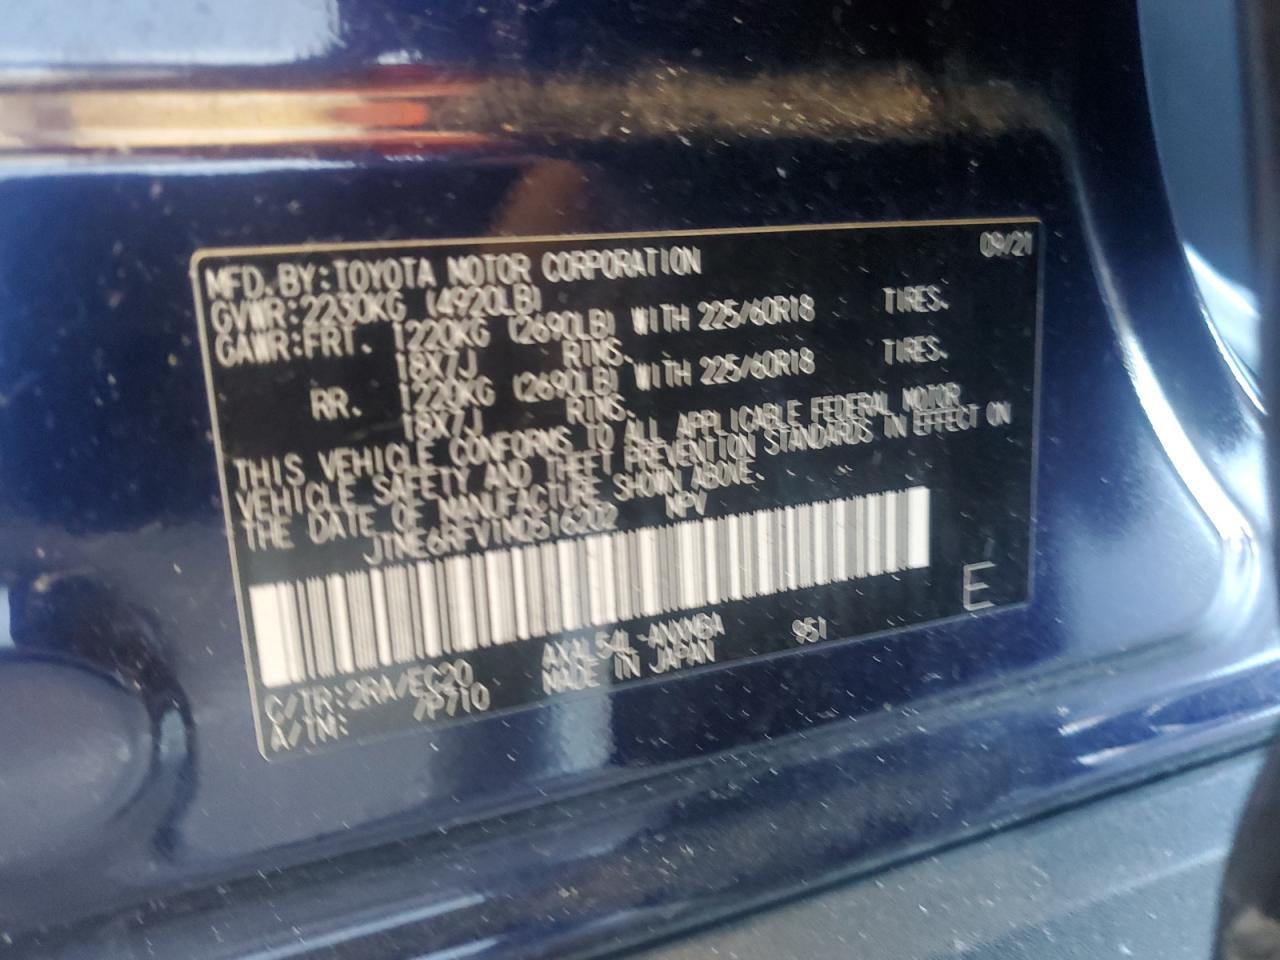 MFD.BY:TOYOTA MOTOR CORPORATION 09/21
GVWR:2230KG (4920LB)
GAWR:FRT. 1220KG (2690LB) WITH 225/60R18 TIRES.
18X7J RIMS.
RR. 1220KG (2690LB) WITH 225/60R18 TIRES.
18X7J RIMS.
THIS VEHICLE CONFORMS TO ALL APPLICABLE FEDERAL MOTOR
VEHICLE SAFETY AND THEFT PREVENTION STANDARDS IN EFFECT ON
THE DATE OF MANUFACTURE SHOWN ABOVE.
JTME6RFV1ND516202 MPV
E
C/TR:2RA/EC20 AXAL54L-ANXMBA 951
A/TM: /P710 MADE IN JAPAN